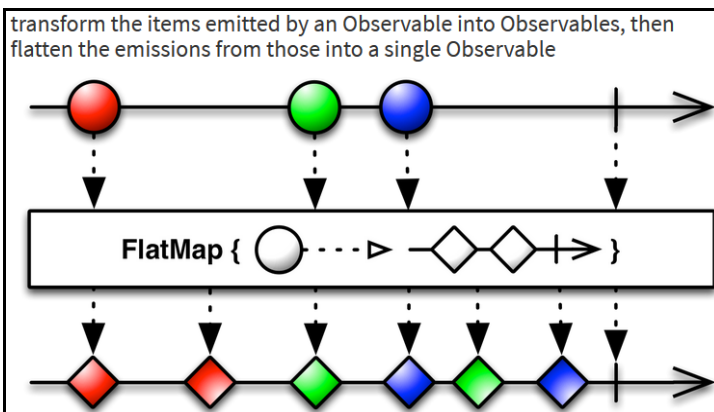 transform the items emitted by an Observable into Observables, then
flatten the emissions from those into a single Observable
FlatMap { }